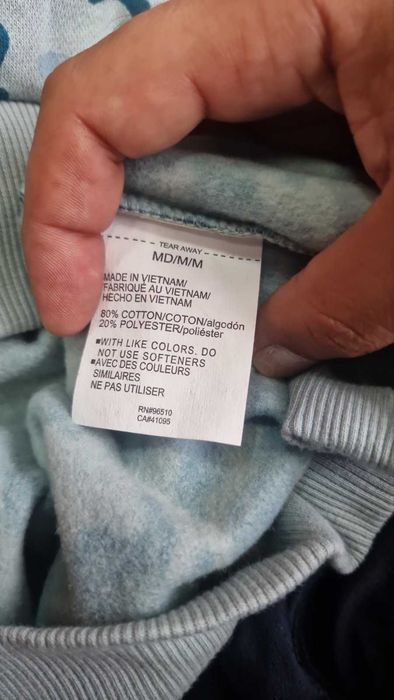 TEAR AWAY
MD/M/M
MADE IN VIETNAM/
FABRIQUÉ AU VIETNAM/
HECHO EN VIETNAM
80% COTTON/COTON/algodón
20% POLYESTER/poliéster
■WITH LIKE COLORS. DO
NOT USE SOFTENERS
■AVEC DES COULEURS
SIMILAIRES
NE PAS UTILISER
RN#96510
CA#41095